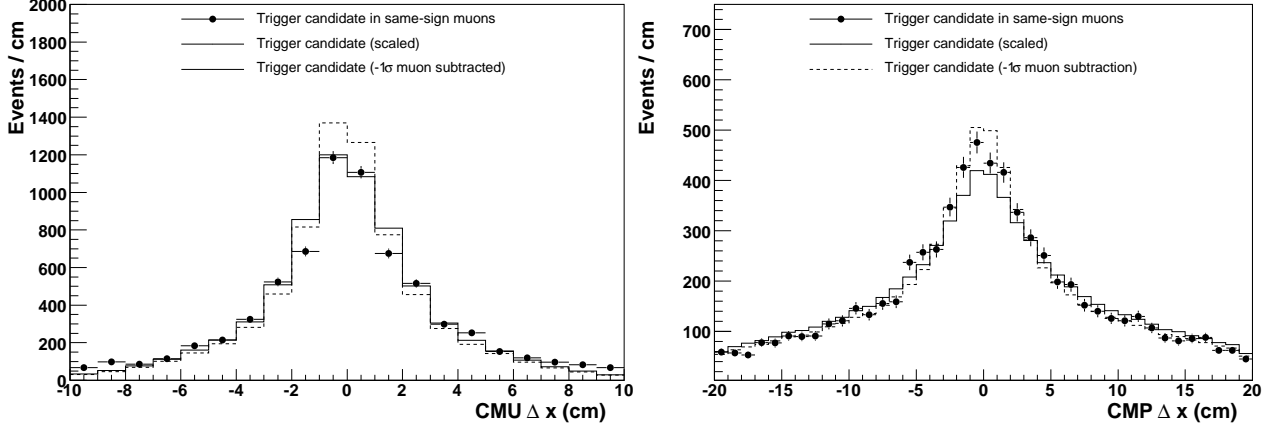 Events / cm
2000
1800
1600
1400
1200
1000
800
600
400
200
0
Trigger candidate in same-sign muons
Trigger candidate (scaled)
Trigger candidate (-1σ muon subtracted)
-10 -8 -6 -4 -2 0 2 4 6 8 10
CMU Δ x (cm)
Events / cm
700
600
500
400
300
200
100
Trigger candidate in same-sign muons
Trigger candidate (scaled)
Trigger candidate (-1σ muon subtraction)
-20 -15 -10 -5 0 5 10 15 20
CMP Δ x (cm)